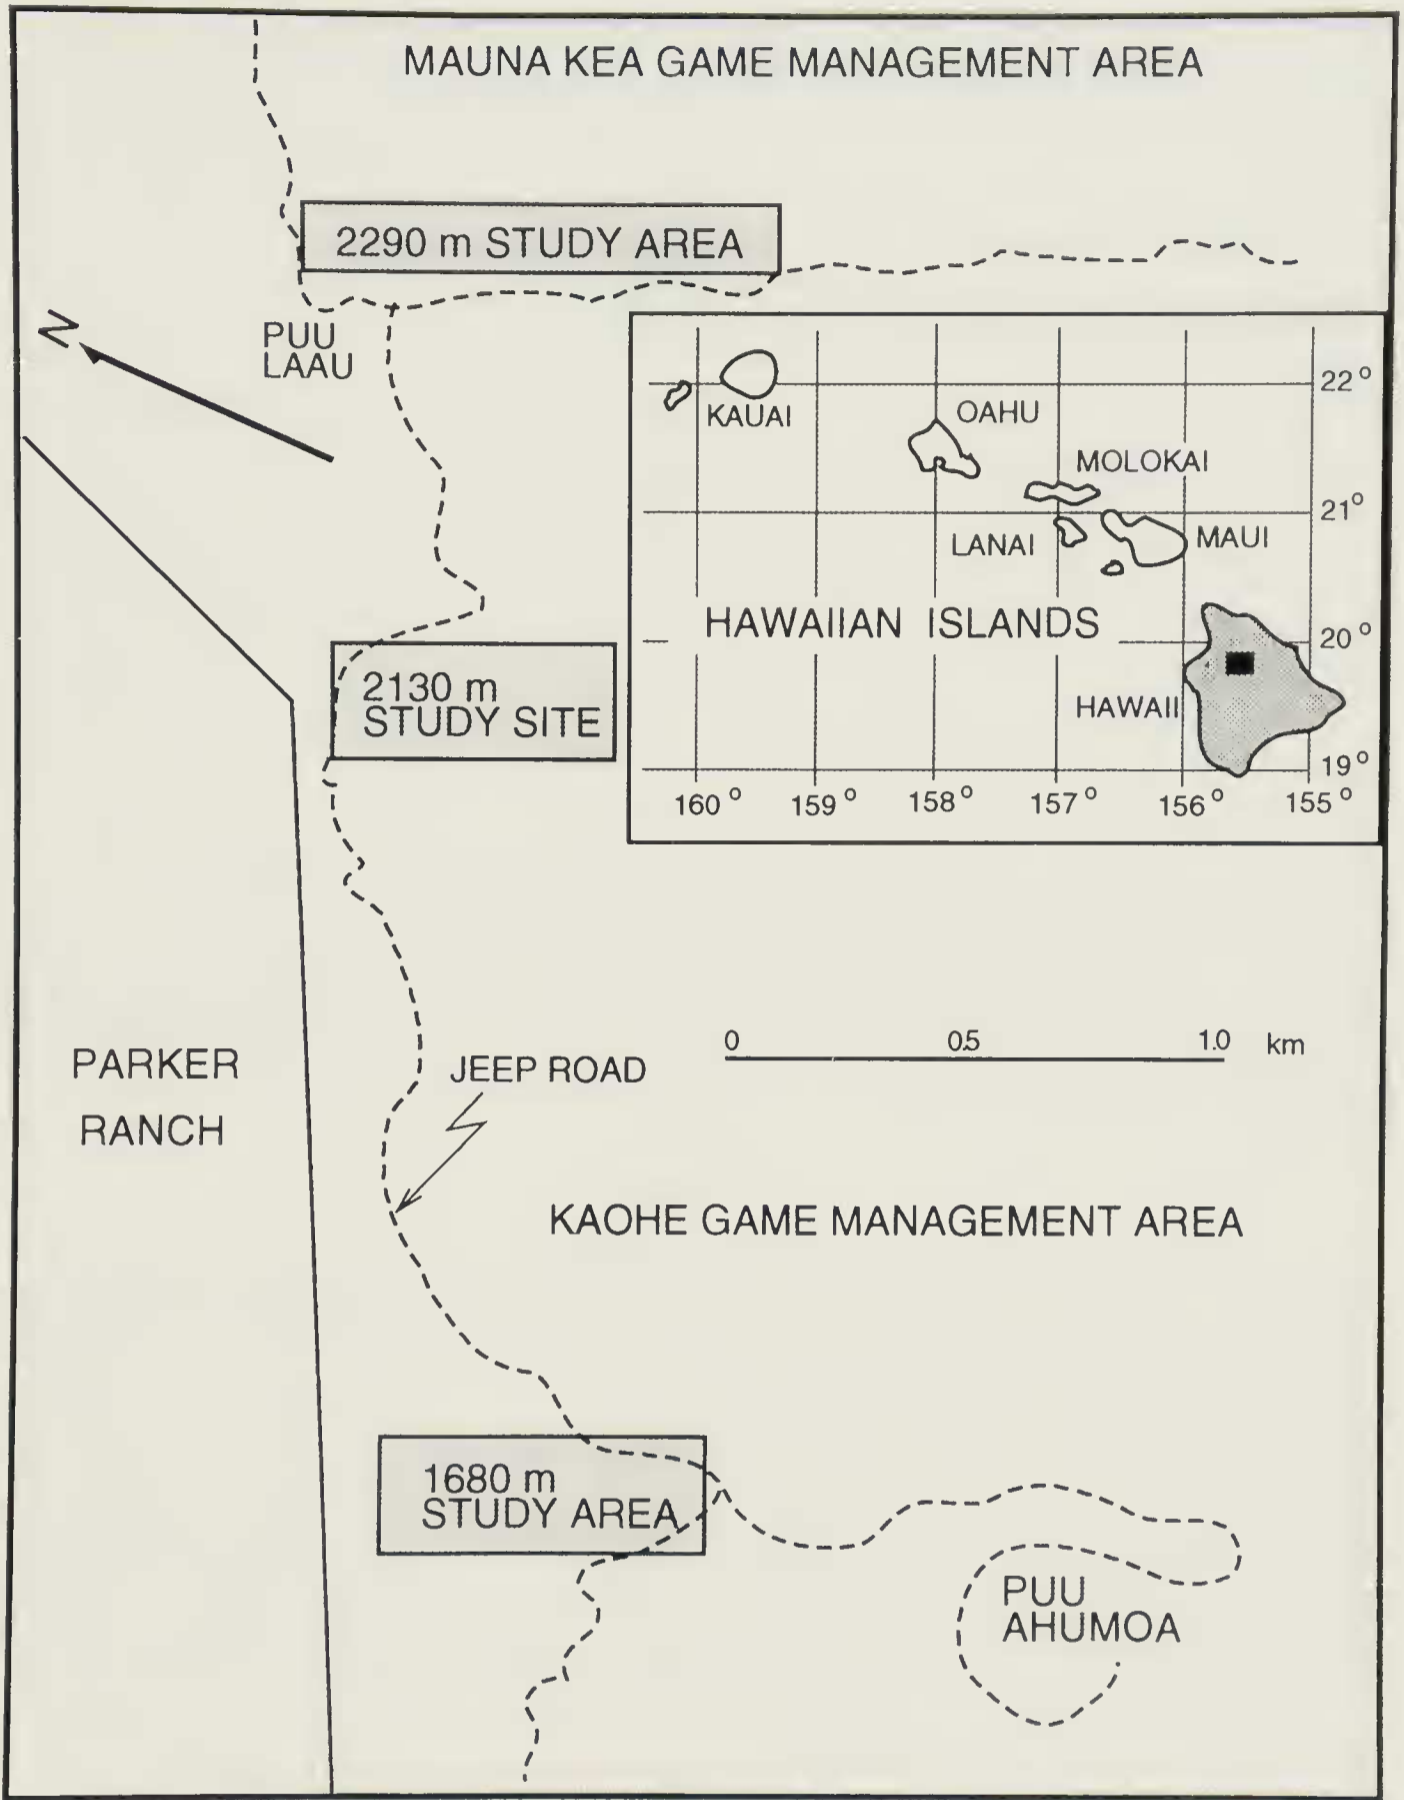 MAUNA KEA GAME MANAGEMENT AREA
2290 m STUDY AREA
N
PUU
LAAU
22°
KAUAI
OAHU
MOLOKAI
21°
LANAI
MAUI
HAWAIIAN ISLANDS
20°
HAWAII
19°
160° 159° 158° 157° 156° 155°
2130 m
STUDY SITE
0 0.5 1.0 km
PARKER
RANCH
JEEP ROAD
KAOHE GAME MANAGEMENT AREA
1680 m
STUDY AREA
PUU
AHUMOA